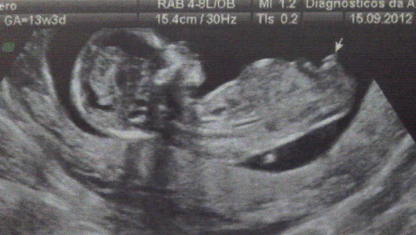 ero RAB 4-8L/OB MI 1.2 Diagnosticos da A
GA=13w3d 15.4cm / 30Hz TIs 0.2 15.09.2012